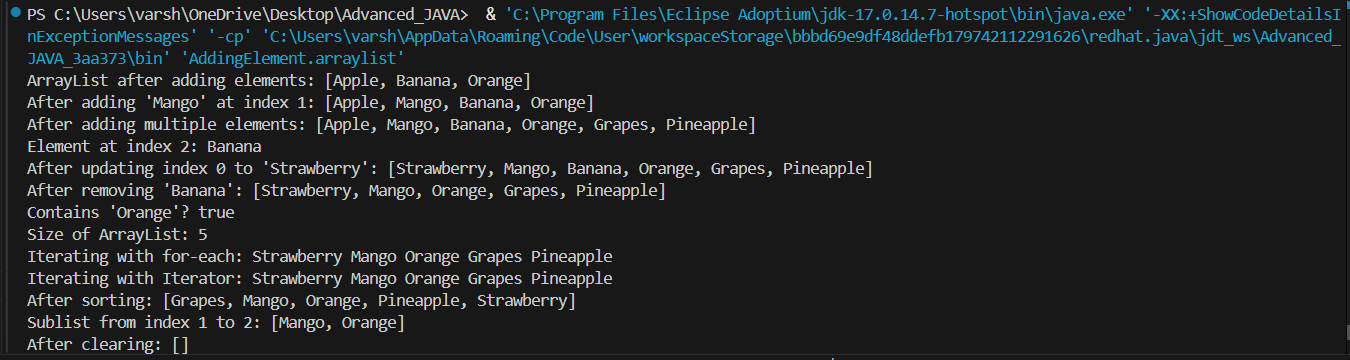 PS C:\Users\varsh\OneDrive\Desktop\Advanced_JAVA>  & 'C:\Program Files\Eclipse Adoptium\jdk-17.0.14.7-hotspot\bin\java.exe' '-XX:+ShowCodeDetailsI
nExceptionMessages' '-cp' 'C:\Users\varsh\AppData\Roaming\Code\User\workspaceStorage\bbbd69e9df48ddefb179742112291626\redhat.java\jdt_ws\Advanced_
JAVA_3aa373\bin' 'AddingElement.arraylist'
ArrayList after adding elements: [Apple, Banana, Orange]
After adding 'Mango' at index 1: [Apple, Mango, Banana, Orange]
After adding multiple elements: [Apple, Mango, Banana, Orange, Grapes, Pineapple]
Element at index 2: Banana
After updating index 0 to 'Strawberry': [Strawberry, Mango, Banana, Orange, Grapes, Pineapple]
After removing 'Banana': [Strawberry, Mango, Orange, Grapes, Pineapple]
Contains 'Orange'? true
Size of ArrayList: 5
Iterating with for-each: Strawberry Mango Orange Grapes Pineapple
Iterating with Iterator: Strawberry Mango Orange Grapes Pineapple
After sorting: [Grapes, Mango, Orange, Pineapple, Strawberry]
Sublist from index 1 to 2: [Mango, Orange]
After clearing: []